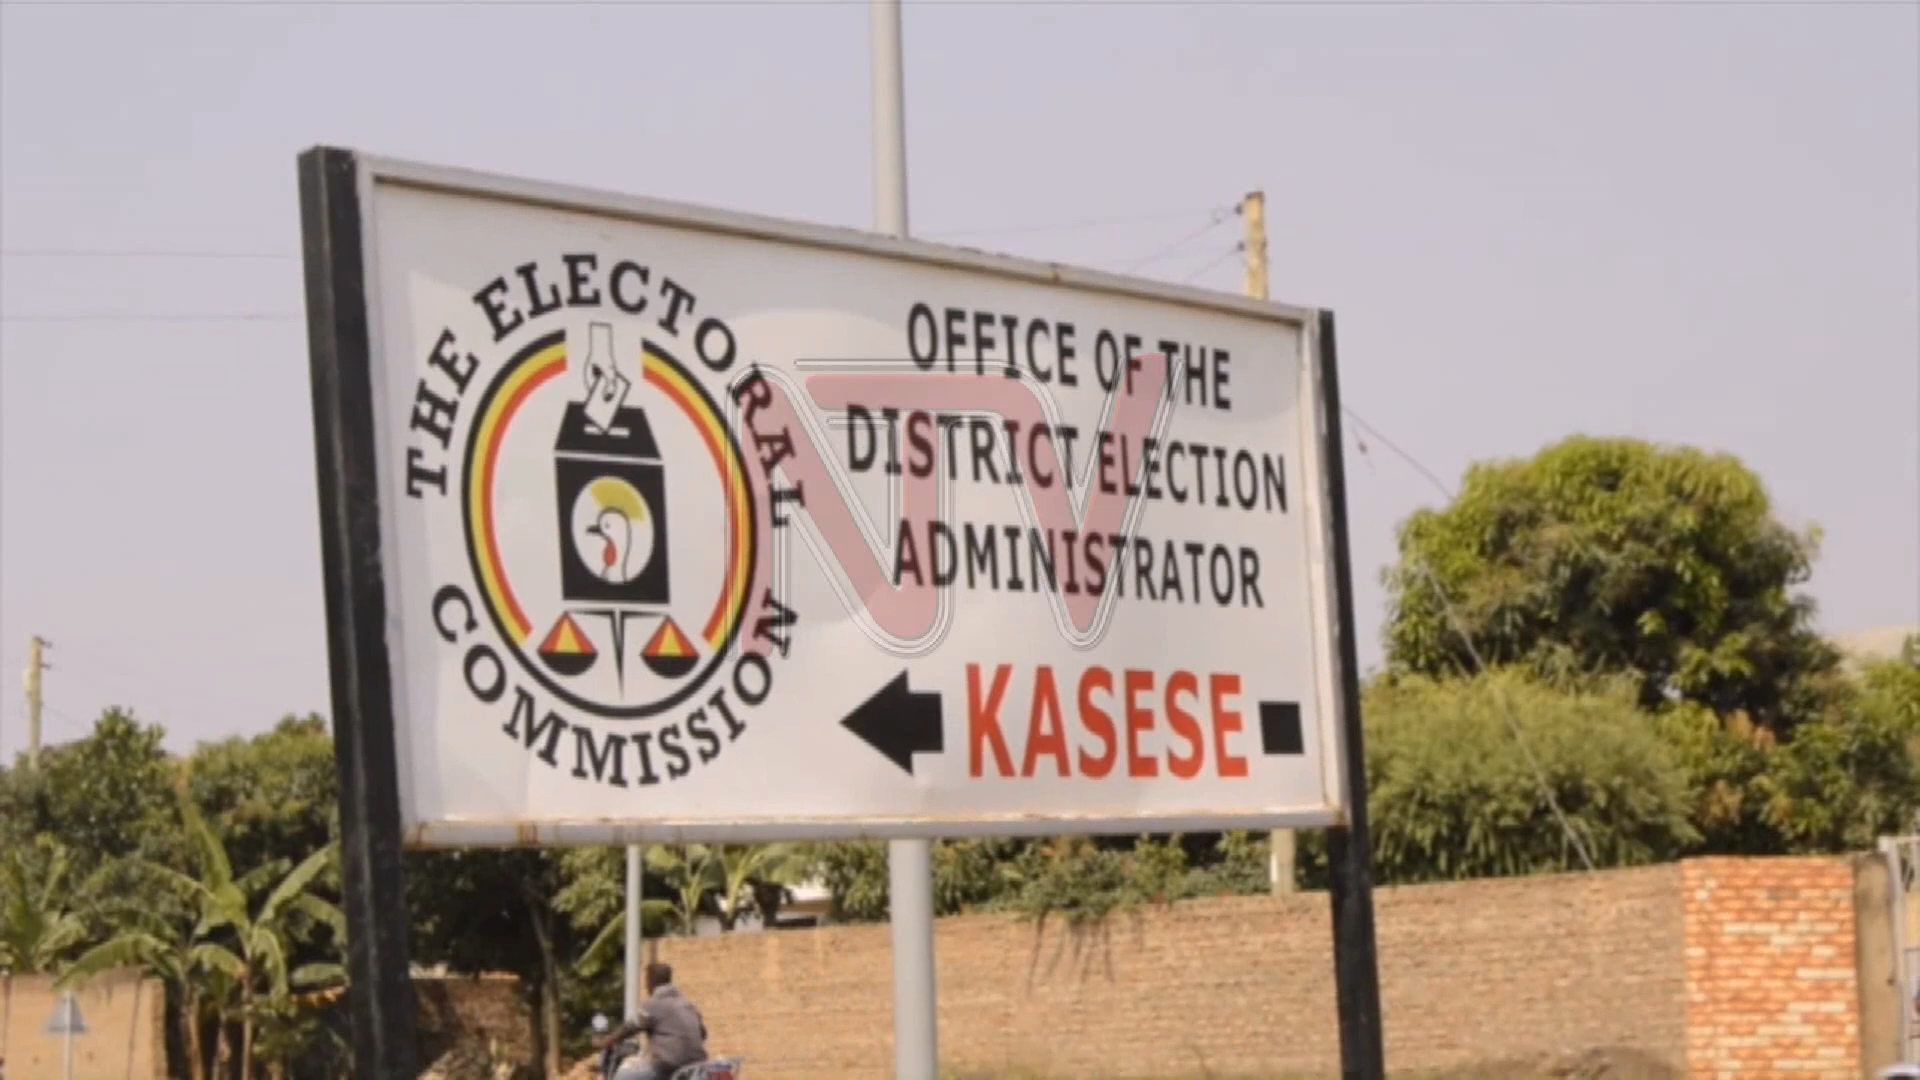 THE ELECTORAL
COMMISSION
OFFICE OF THE
DISTRICT ELECTION
ADMINISTRATOR
KASESE
NTV